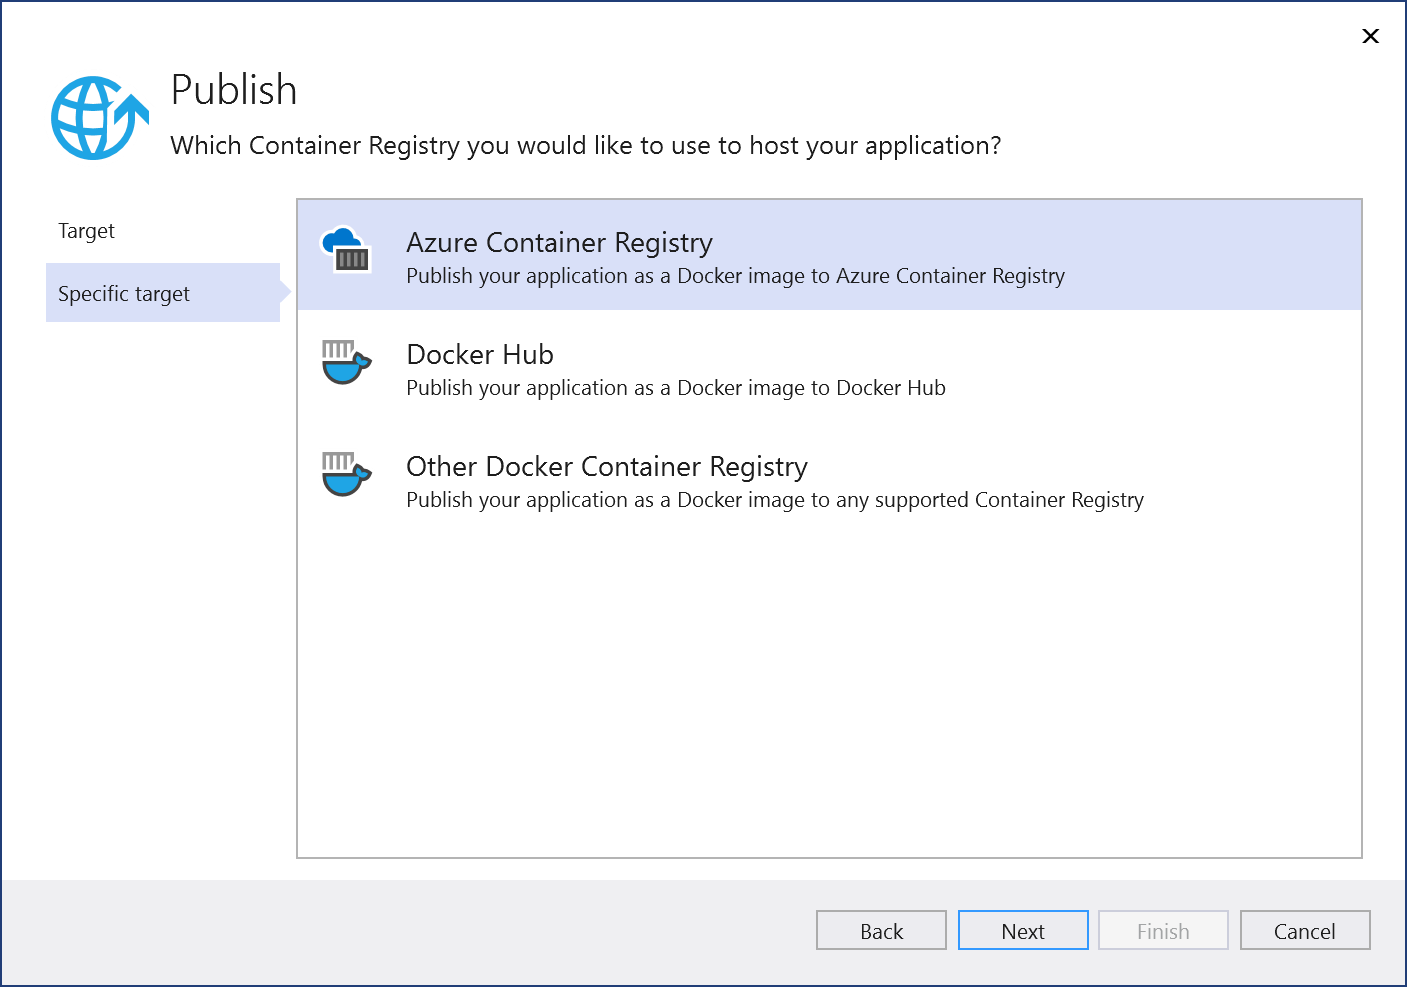 Publish
Which Container Registry you would like to use to host your application?
Target
Specific target
Azure Container Registry
Publish your application as a Docker image to Azure Container Registry
Docker Hub
Publish your application as a Docker image to Docker Hub
Other Docker Container Registry
Publish your application as a Docker image to any supported Container Registry
Back
Next
Finish
Cancel